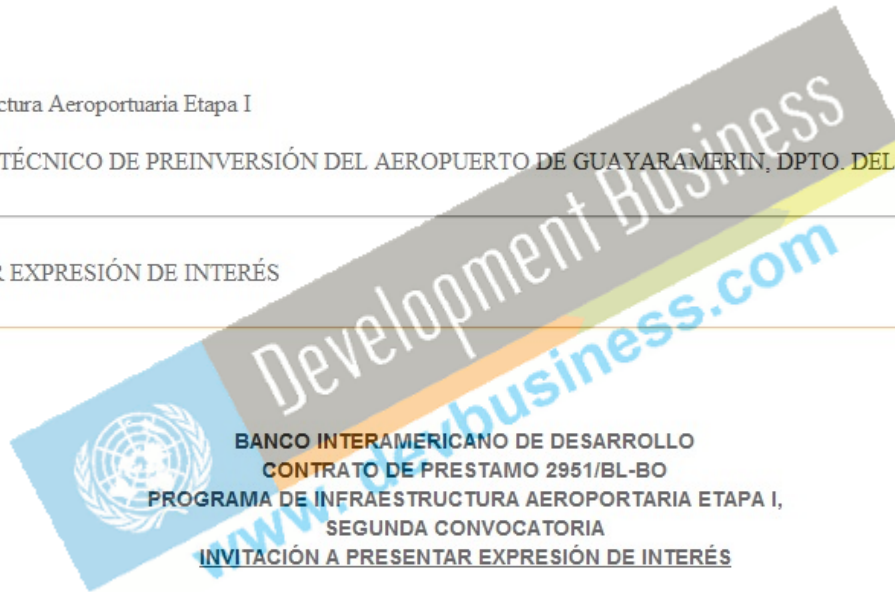 ctura Aeroportuaria Etapa I
TÉCNICO DE PREINVERSIÓN DEL AEROPUERTO DE GUAYARAMERIN, DPTO. DEL
R EXPRESIÓN DE INTERÉS
Development Business
www.devbusiness.com
BANCO INTERAMERICANO DE DESARROLLO
CONTRATO DE PRESTAMO 2951/BL-BO
PROGRAMA DE INFRAESTRUCTURA AEROPORTARIA ETAPA I,
SEGUNDA CONVOCATORIA
INVITACIÓN A PRESENTAR EXPRESIÓN DE INTERÉS